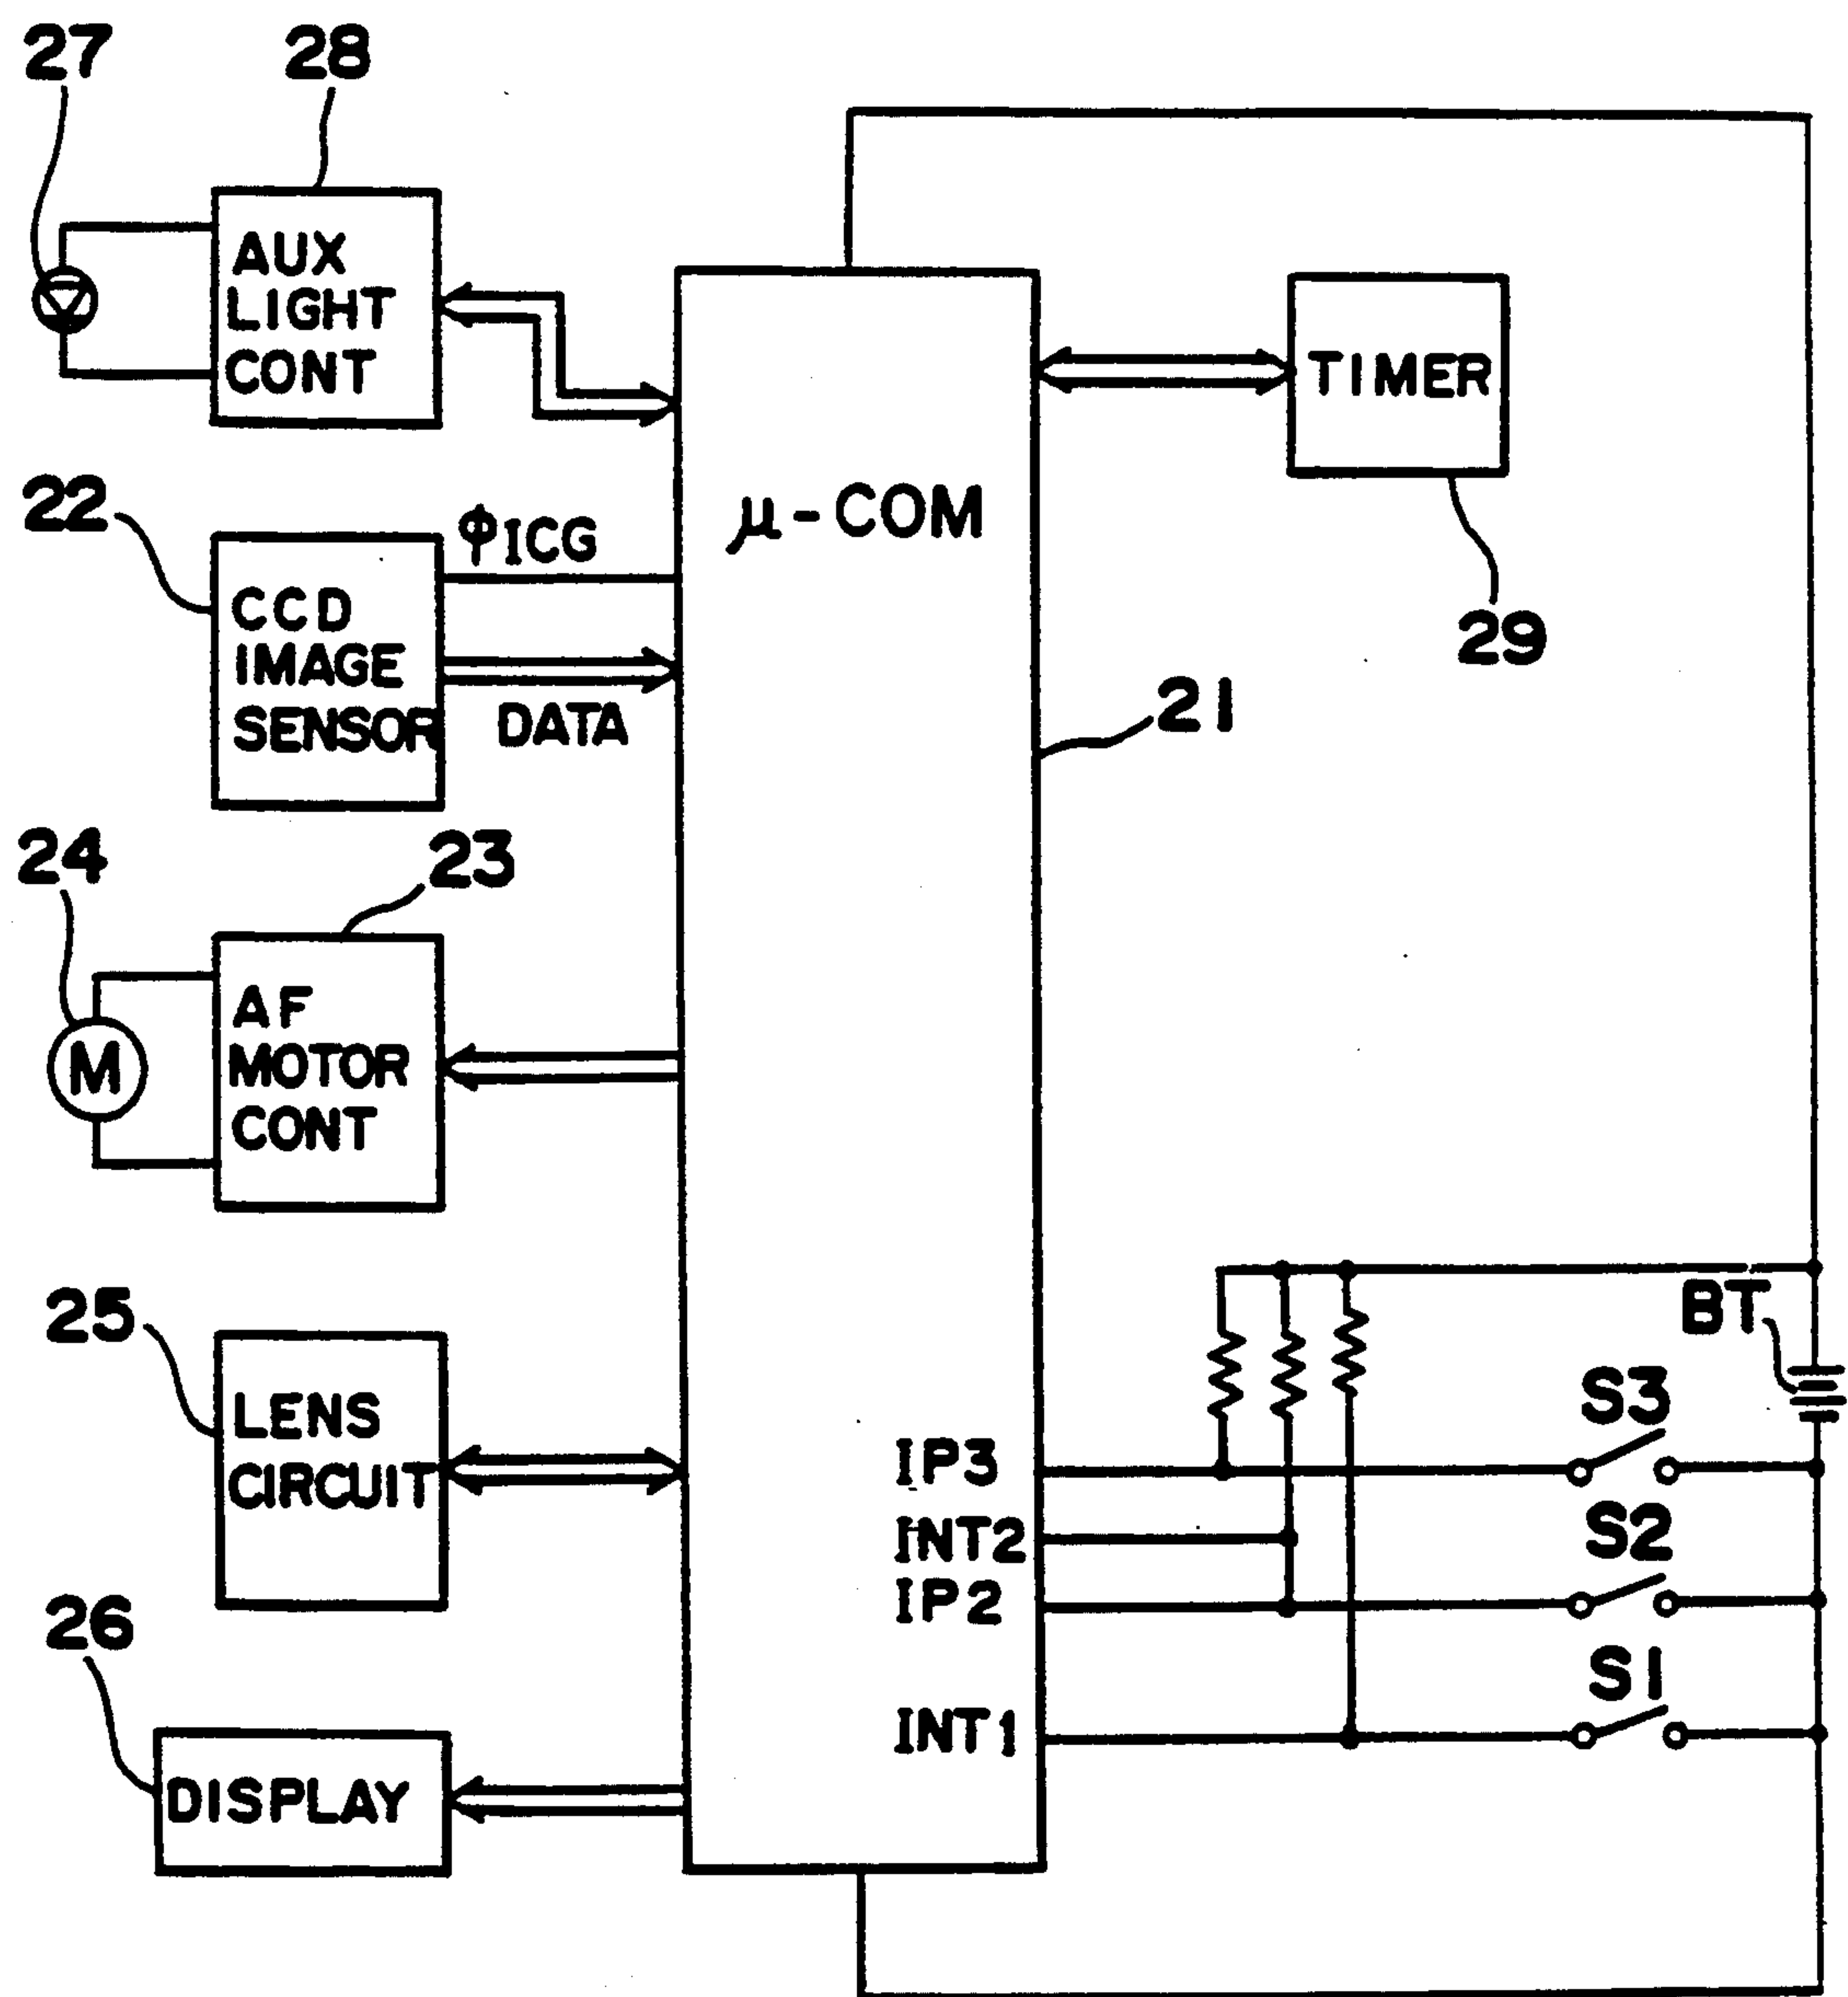 27
28
AUX
LIGHT
CONT
22
φICG
CCD
IMAGE
SENSOR
DATA
μ-COM
TIMER
29
21
24
23
M
AF
MOTOR
CONT
25
LENS
CIRCUIT
BT
S3
IP3
INT2
S2
IP2
26
S1
INT1
DISPLAY